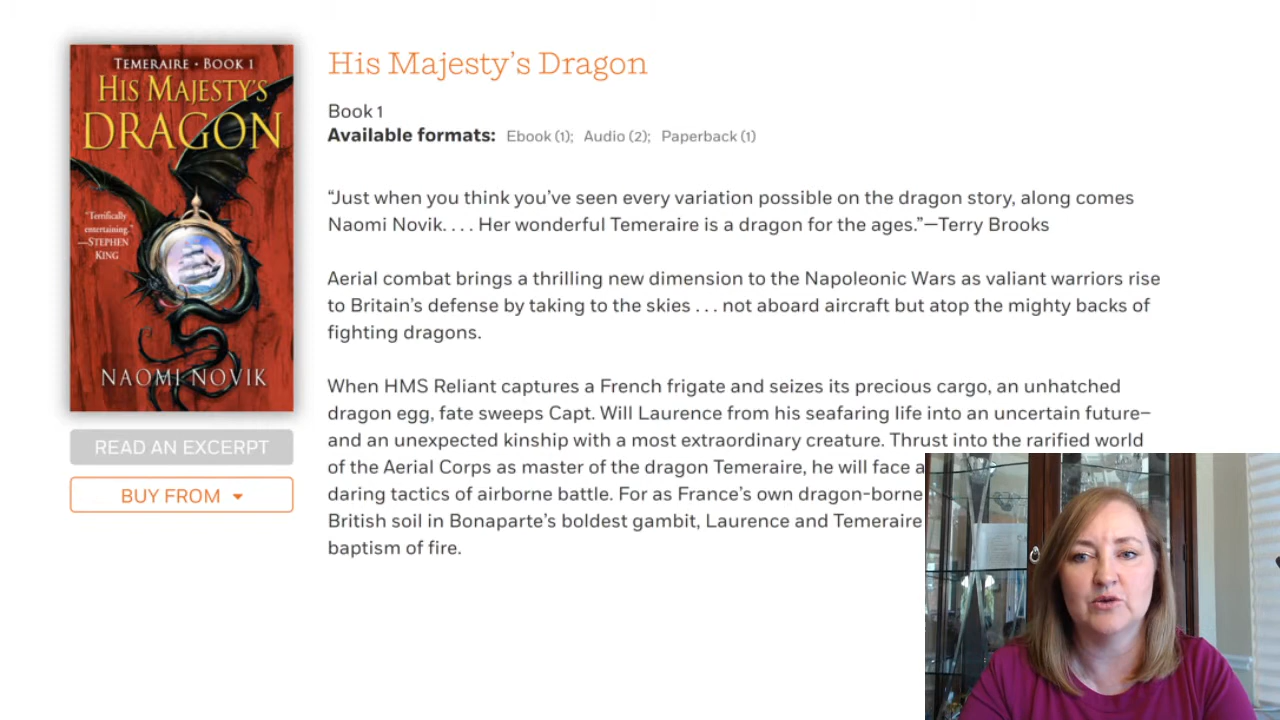 TEMERAIRE • BOOK 1
HIS MAJESTY'S
DRAGON
"Terrifically
entertaining."
—STEPHEN
KING
NAOMI NOVIK
READ AN EXCERPT
BUY FROM
His Majesty's Dragon
Book 1
Available formats: Ebook (1); Audio (2); Paperback (1)
“Just when you think you’ve seen every variation possible on the dragon story, along comes
Naomi Novik. . . . Her wonderful Temeraire is a dragon for the ages.”—Terry Brooks
Aerial combat brings a thrilling new dimension to the Napoleonic Wars as valiant warriors rise
to Britain’s defense by taking to the skies . . . not aboard aircraft but atop the mighty backs of
fighting dragons.
When HMS Reliant captures a French frigate and seizes its precious cargo, an unhatched
dragon egg, fate sweeps Capt. Will Laurence from his seafaring life into an uncertain future–
and an unexpected kinship with a most extraordinary creature. Thrust into the rarified world
of the Aerial Corps as master of the dragon Temeraire, he will face a
daring tactics of airborne battle. For as France’s own dragon-borne
British soil in Bonaparte’s boldest gambit, Laurence and Temeraire
baptism of fire.